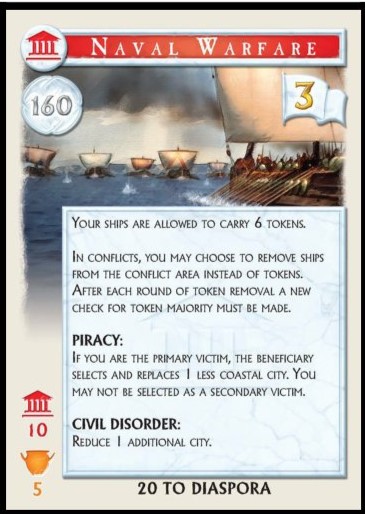 NAVAL WARFARE
160
3
YOUR SHIPS ARE ALLOWED TO CARRY 6 TOKENS.
IN CONFLICTS, YOU MAY CHOOSE TO REMOVE SHIPS
FROM THE CONFLICT AREA INSTEAD OF TOKENS.
AFTER EACH ROUND OF TOKEN REMOVAL A NEW
CHECK FOR TOKEN MAJORITY MUST BE MADE.
PIRACY:
IF YOU ARE THE PRIMARY VICTIM, THE BENEFICIARY
SELECTS AND REPLACES 1 LESS COASTAL CITY. YOU
MAY NOT BE SELECTED AS A SECONDARY VICTIM.
CIVIL DISORDER:
REDUCE 1 ADDITIONAL CITY.
10
5
20 TO DIASPORA